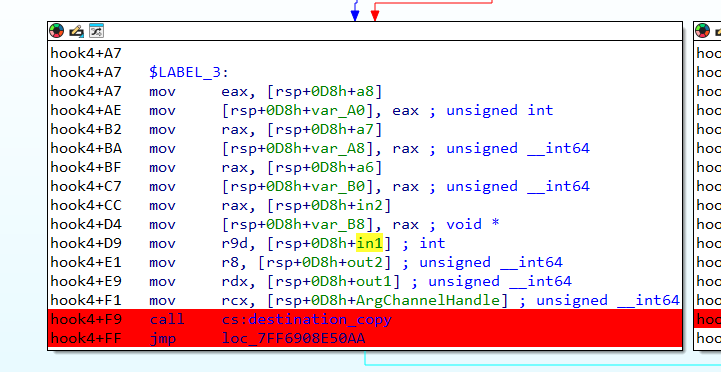 hook4+A7
hook4+A7 $LABEL_3:
hook4+A7 mov eax, [rsp+0D8h+a8]
hook4+AE mov [rsp+0D8h+var_A0], eax ; unsigned int
hook4+B2 mov rax, [rsp+0D8h+a7]
hook4+BA mov [rsp+0D8h+var_A8], rax ; unsigned __int64
hook4+BF mov rax, [rsp+0D8h+a6]
hook4+C7 mov [rsp+0D8h+var_B0], rax ; unsigned __int64
hook4+CC mov rax, [rsp+0D8h+in2]
hook4+D4 mov [rsp+0D8h+var_B8], rax ; void *
hook4+D9 mov r9d, [rsp+0D8h+in1] ; int
hook4+E1 mov r8, [rsp+0D8h+out2] ; unsigned __int64
hook4+E9 mov rdx, [rsp+0D8h+out1] ; unsigned __int64
hook4+F1 mov rcx, [rsp+0D8h+ArgChannelHandle] ; unsigned __int64
hook4+F9 call cs:destination_copy
hook4+FF jmp loc_7FF6908E50AA